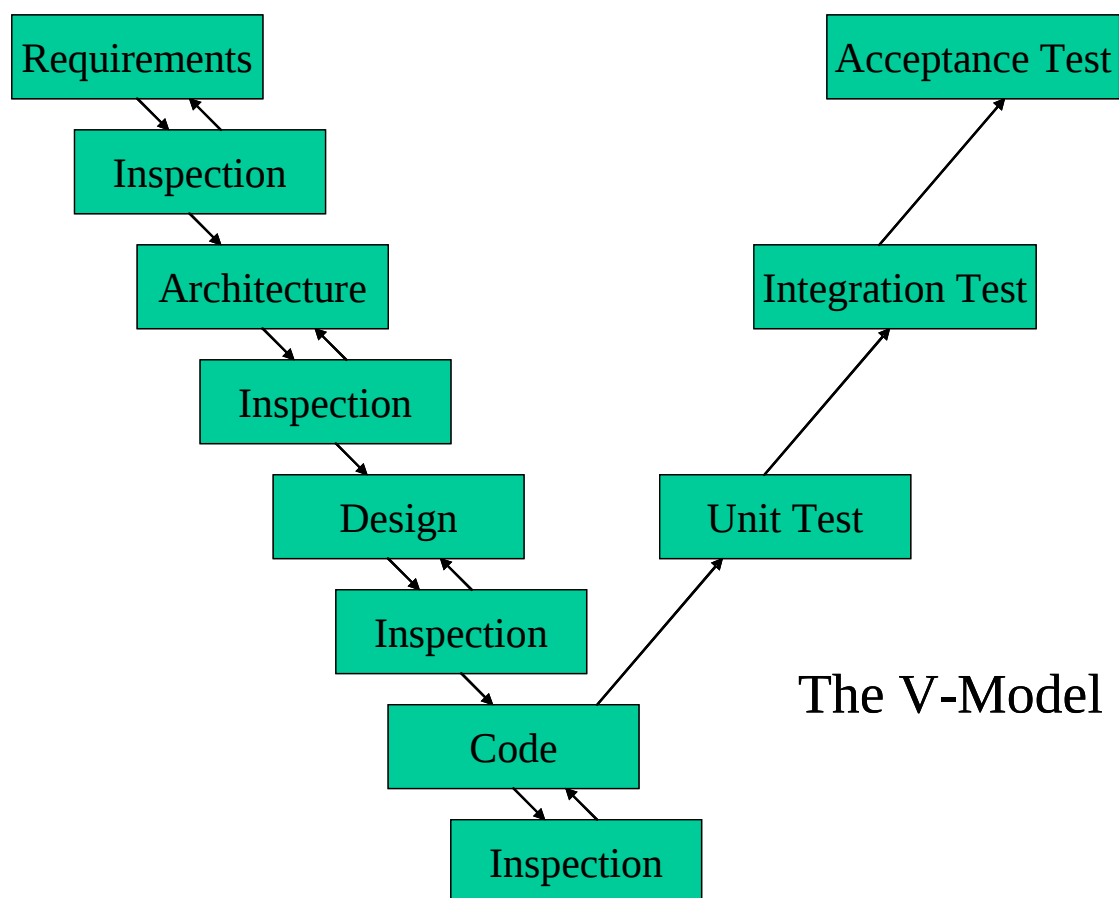 Requirements
Acceptance Test
Inspection
Architecture
Integration Test
Inspection
Design
Unit Test
Inspection
The V-Model
Code
Inspection